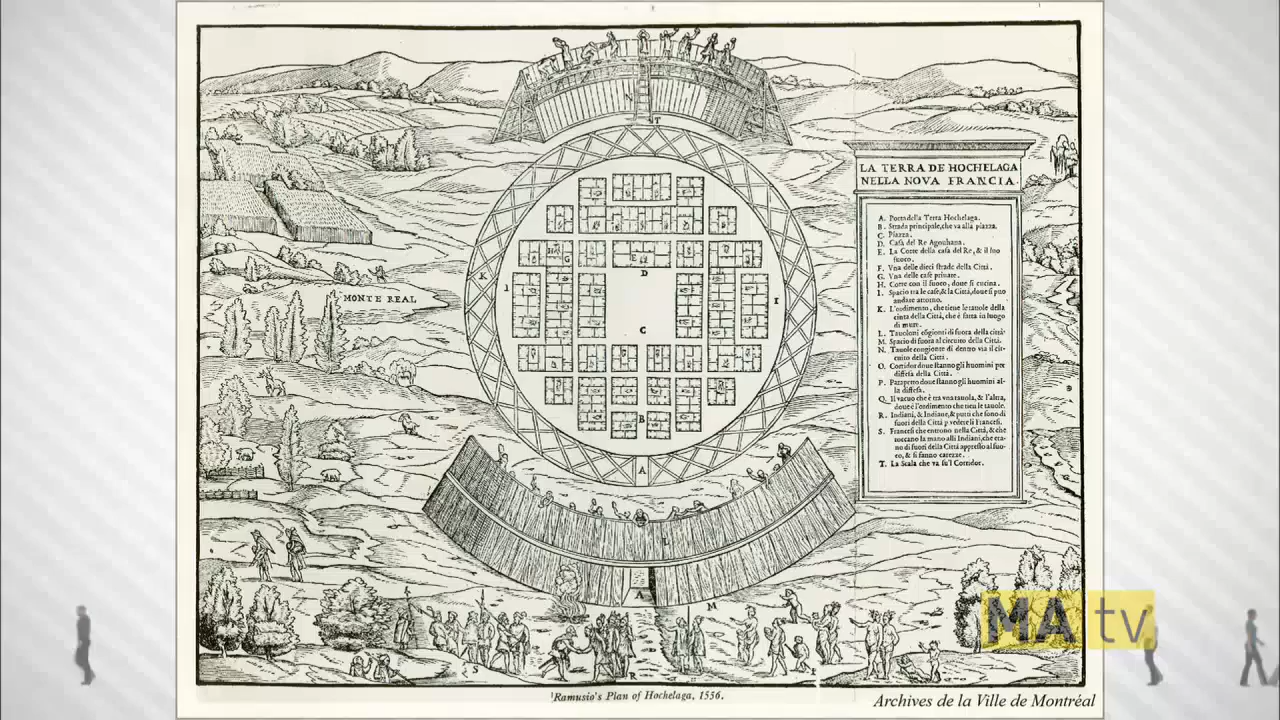 LA TERRA DE HOCHELAGA
NELLA NOVA FRANCIA
A. Porta della Terra Hochelaga.
B. Strada principale, che va alla piazza.
C. Piazza.
D. Casa del Re Agouhana.
E. La Corte della casa del Re, & il suo
fuoco.
F. Vna delle dieci strade della Città.
G. Vna delle case priuate.
H. Corte con il fuoco, doue si cucina.
I. Spatio tra le case, & la Città, doue si puo
andare attorno.
K. L'ordimento, che tiene le tauole della
cinta della Città, che è fatta in luogo
di mure.
L. Tauoloni cōgionti di fuora della città
M. Spacio di fuora al circuito della Città.
N. Tauole congionte di dentro via il cir-
cuito della Città.
O. Corridor doue stanno gli huomini per
diffesa della Città.
P. Parapetto doue stanno gli huomini al-
la diffesa.
Q. Il vacuo che è tra vna tauola, & l'altra,
doue è l'ordimento che tien le tauole.
R. Indiani, & Indiane, & putti che sono di
fuori della Città p vedere li Francesi.
S. Francesi che entrono nella Città, & che
toccano la mano alli Indiani, che era-
no di fuori della Città appresso al fuo-
co, & si fanno carezze.
T. La Scala che va su'l Corridor.
T
K
G
D
I
MONTE REAL
C
B
A
L
A
M
S
R
P
MAtv
Ramusio's Plan of Hochelaga, 1556.
Archives de la Ville de Montréal